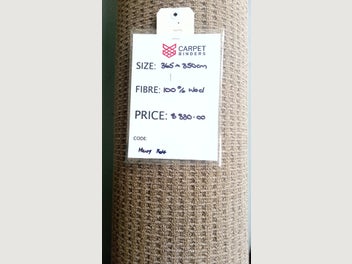 CARPET
BINDERS
SIZE: 365 x 350cm
FIBRE: 100% Wool
PRICE: $ 330-00
CODE: